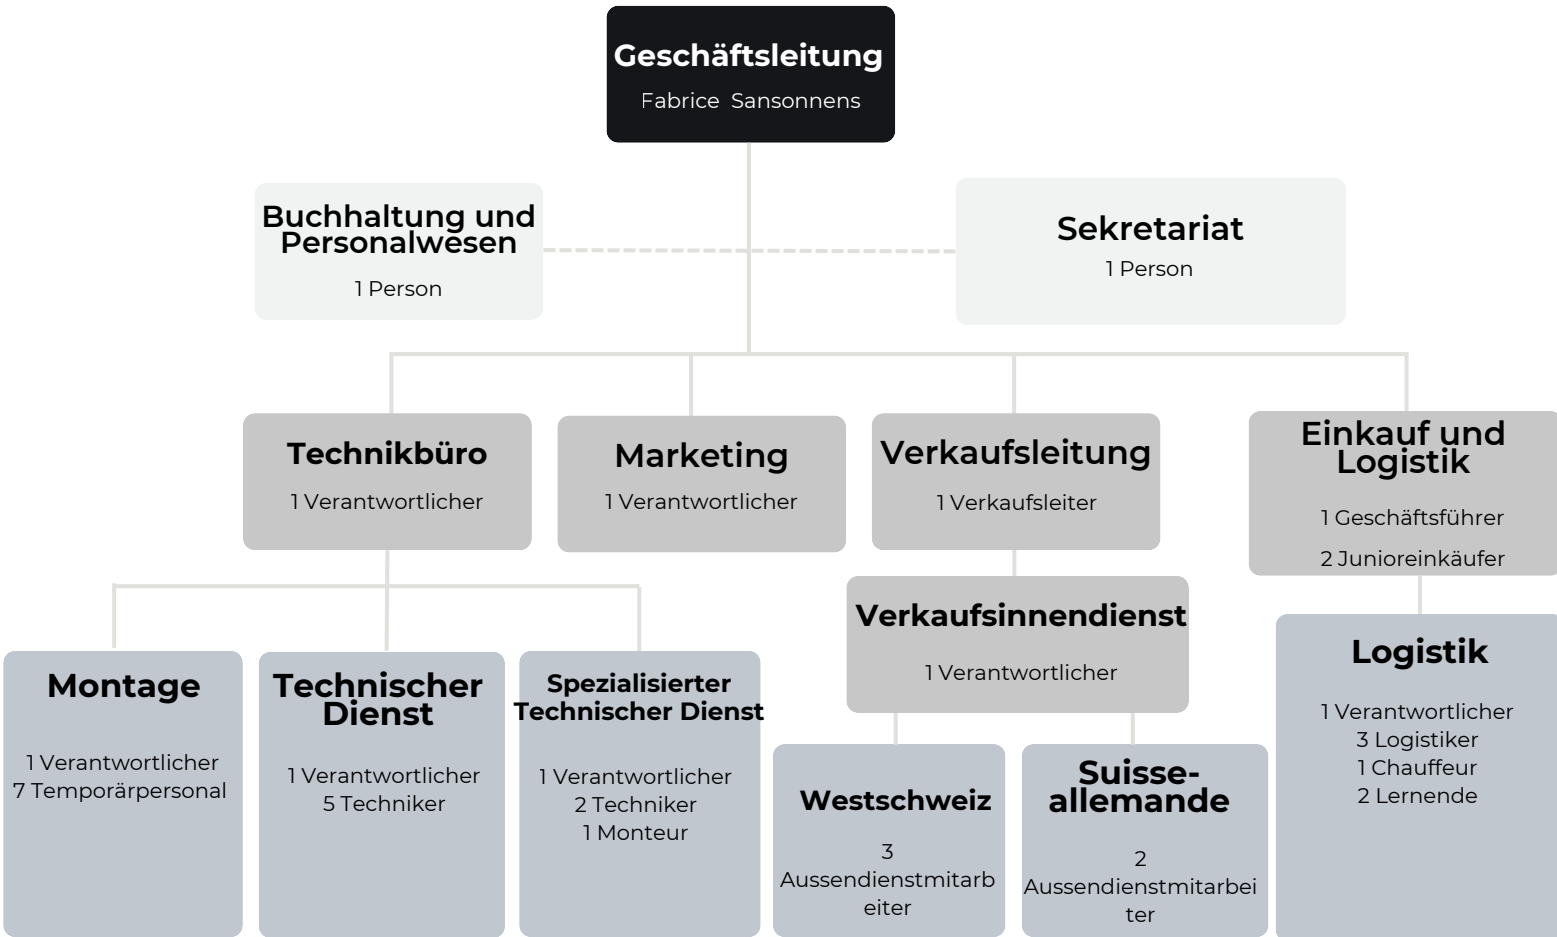 Geschäftsleitung
Fabrice Sansonnens
Buchhaltung und
Personalwesen
1 Person
Sekretariat
1 Person
Technikbüro
1 Verantwortlicher
Marketing
1 Verantwortlicher
Verkaufsleitung
1 Verkaufsleiter
Einkauf und
Logistik
1 Geschäftsführer
2 Junioreinkäufer
Verkaufsinnendienst
1 Verantwortlicher
Montage
1 Verantwortlicher
7 Temporärpersonal
Technischer
Dienst
1 Verantwortlicher
5 Techniker
Spezialisierter
Technischer Dienst
1 Verantwortlicher
2 Techniker
1 Monteur
Westschweiz
3
Aussendienstmitarb
eiter
Suisse-
allemande
2
Aussendienstmitarbei
ter
Logistik
1 Verantwortlicher
3 Logistiker
1 Chauffeur
2 Lernende